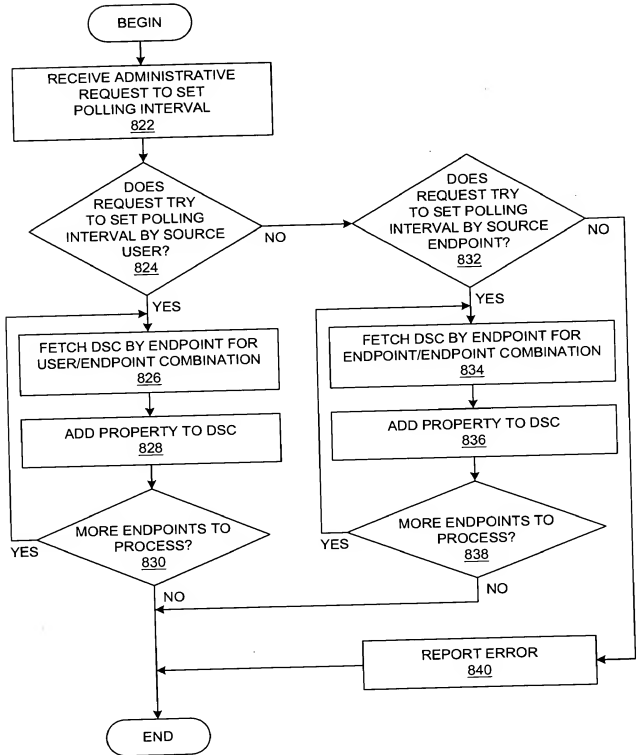 BEGIN
RECEIVE ADMINISTRATIVE
REQUEST TO SET
POLLING INTERVAL
822
DOES
REQUEST TRY
TO SET POLLING
INTERVAL BY SOURCE
USER?
824
NO
YES
DOES
REQUEST TRY
TO SET POLLING
INTERVAL BY SOURCE
ENDPOINT?
832
NO
YES
FETCH DSC BY ENDPOINT FOR
USER/ENDPOINT COMBINATION
826
ADD PROPERTY TO DSC
828
MORE ENDPOINTS TO
PROCESS?
830
YES
NO
FETCH DSC BY ENDPOINT FOR
ENDPOINT/ENDPOINT COMBINATION
834
ADD PROPERTY TO DSC
836
MORE ENDPOINTS TO
PROCESS?
838
YES
NO
REPORT ERROR
840
END